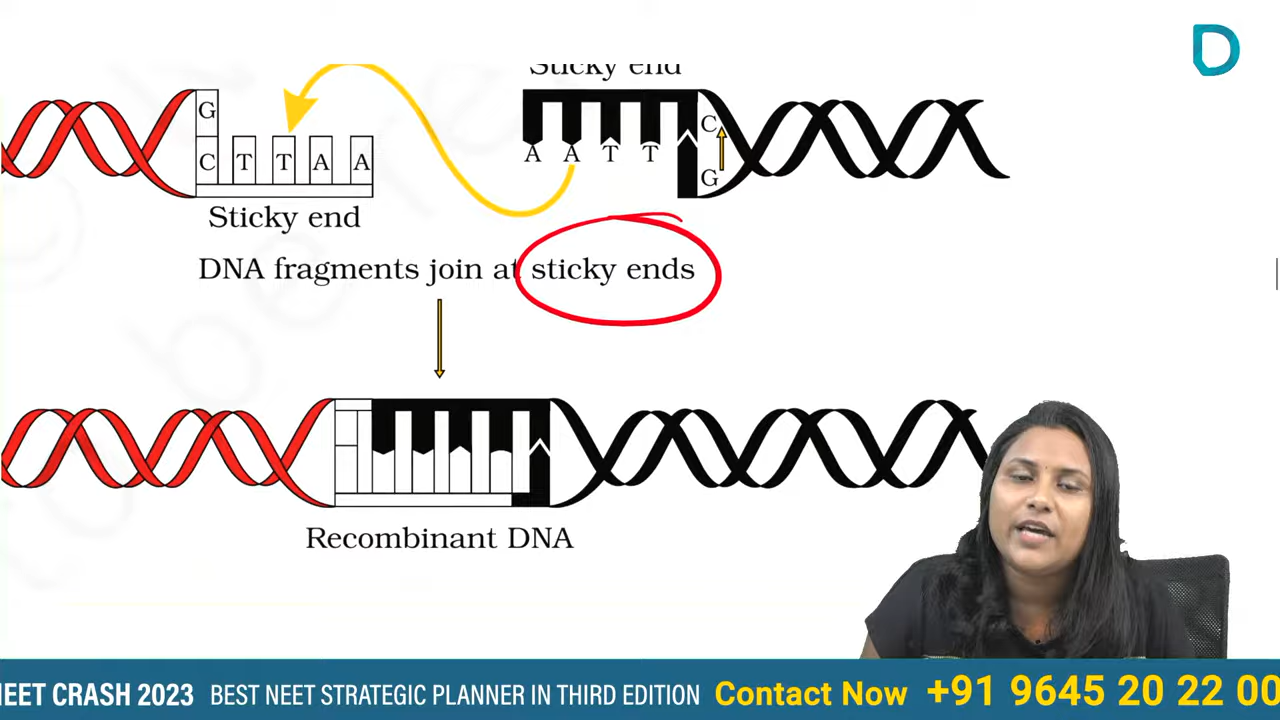 Sticky end
G
C T T A A
A A T T
C
G
Sticky end
DNA fragments join at sticky ends
Recombinant DNA
D
NEET CRASH 2023 BEST NEET STRATEGIC PLANNER IN THIRD EDITION Contact Now +91 9645 20 22 00